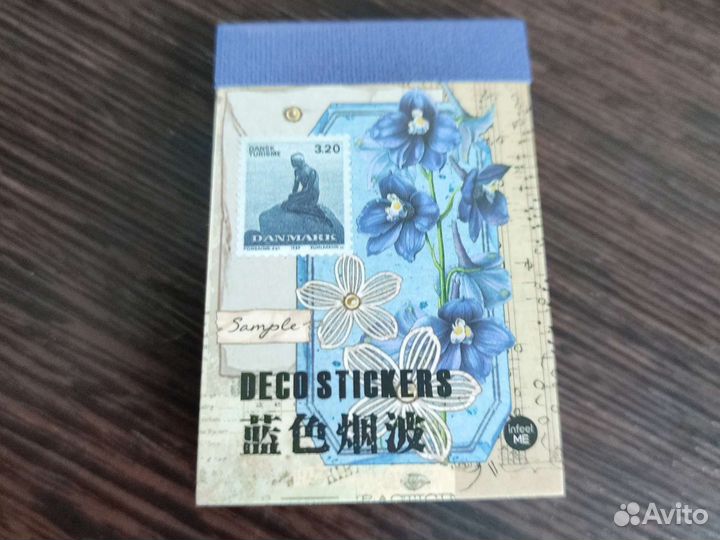 DANSK
TURISME
3.20
DANMARK
Sample
DECO STICKERS
蓝色烟波
infeel
ME
Avito